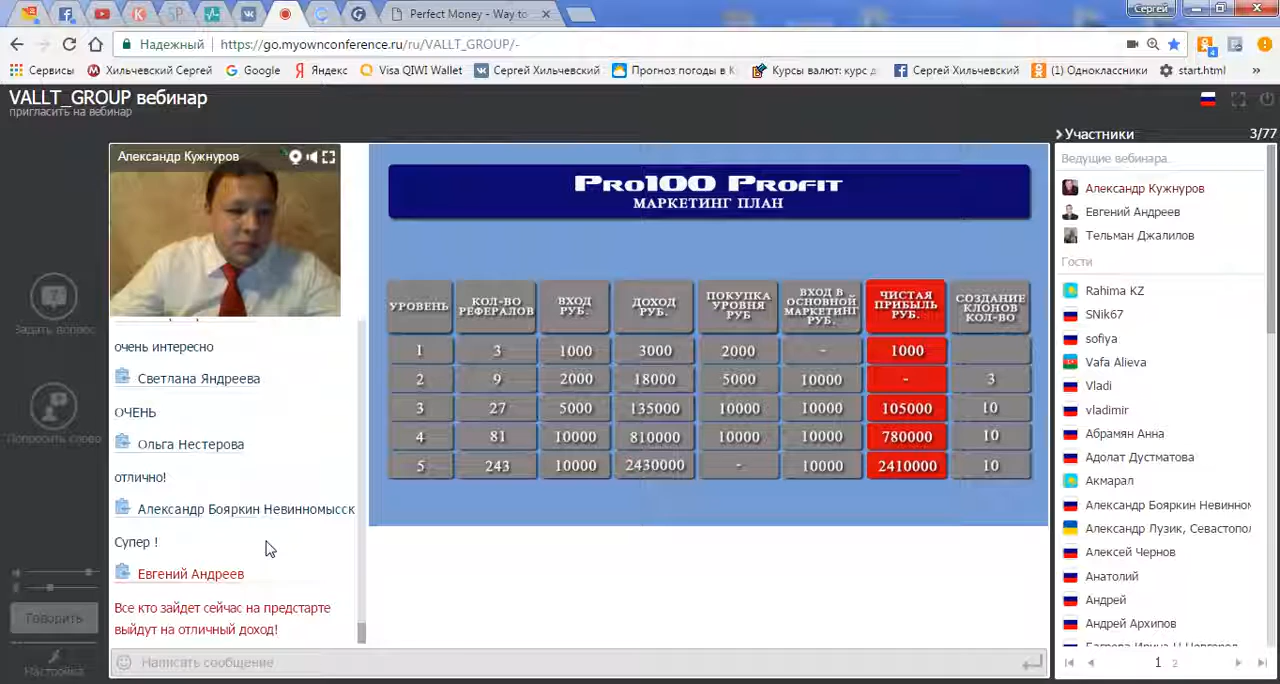 Perfect Money - Way to
Сергей
Надежный
https://go.myownconference.ru/ru/VALLT_GROUP/-
Сервисы
Хильчевский Сергей
Google
Яндекс
Visa QIWI Wallet
Сергей Хильчевский
Прогноз погоды в К
Курсы валют: курс д
Сергей Хильчевский
(1) Одноклассники
start.html
VALLT_GROUP вебинар
пригласить на вебинар
Александр Кужнуров
Задать вопрос
Попросить слово
Говорить
Настройка
очень интересно
Светлана Яндреева
ОЧЕНЬ
Ольга Нестерова
отлично!
Александр Бояркин Невинномысск
Супер !
Евгений Андреев
Все кто зайдет сейчас на предстарте
выйдут на отличный доход!
Написать сообщение
PRO100 PROFIT
МАРКЕТИНГ ПЛАН
УРОВЕНЬ КОЛ-ВО РЕФЕРАЛОВ ВХОД РУБ. ДОХОД РУБ. ПОКУПКА УРОВНЯ РУБ ВХОД В ОСНОВНОЙ МАРКЕТИНГ РУБ. ЧИСТАЯ ПРИБЫЛЬ РУБ. СОЗДАНИЕ КЛОНОВ КОЛ-ВО
1 3 1000 3000 2000 - 1000
2 9 2000 18000 5000 10000 - 3
3 27 5000 135000 10000 10000 105000 10
4 81 10000 810000 10000 10000 780000 10
5 243 10000 2430000 - 10000 2410000 10
Участники 3/77
Ведущие вебинара
Александр Кужнуров
Евгений Андреев
Тельман Джалилов
Гости
Rahima KZ
SNik67
sofiya
Vafa Alieva
Vladi
vladimir
Абрамян Анна
Адолат Дустматова
Акмарал
Александр Бояркин Невинном
Александр Лузик, Севастопол
Алексей Чернов
Анатолий
Андрей
Андрей Архипов
1 2